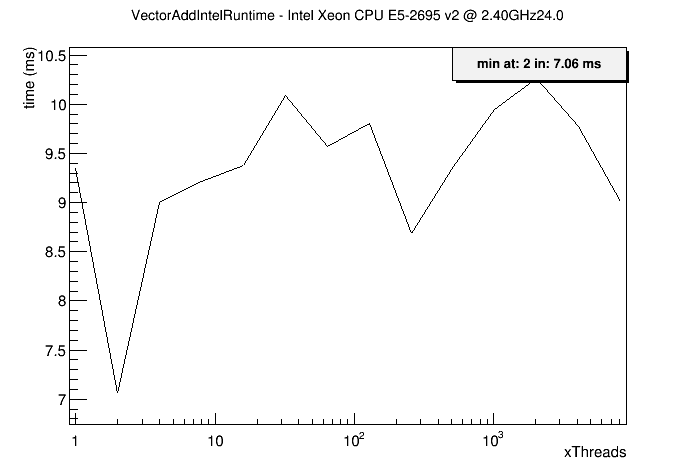 VectorAddIntelRuntime - Intel Xeon CPU E5-2695 v2 @ 2.40GHz24.0
time (ms)
min at: 2 in: 7.06 ms
10.5
10
9.5
9
8.5
8
7.5
7
1 10 10² 10³
xThreads